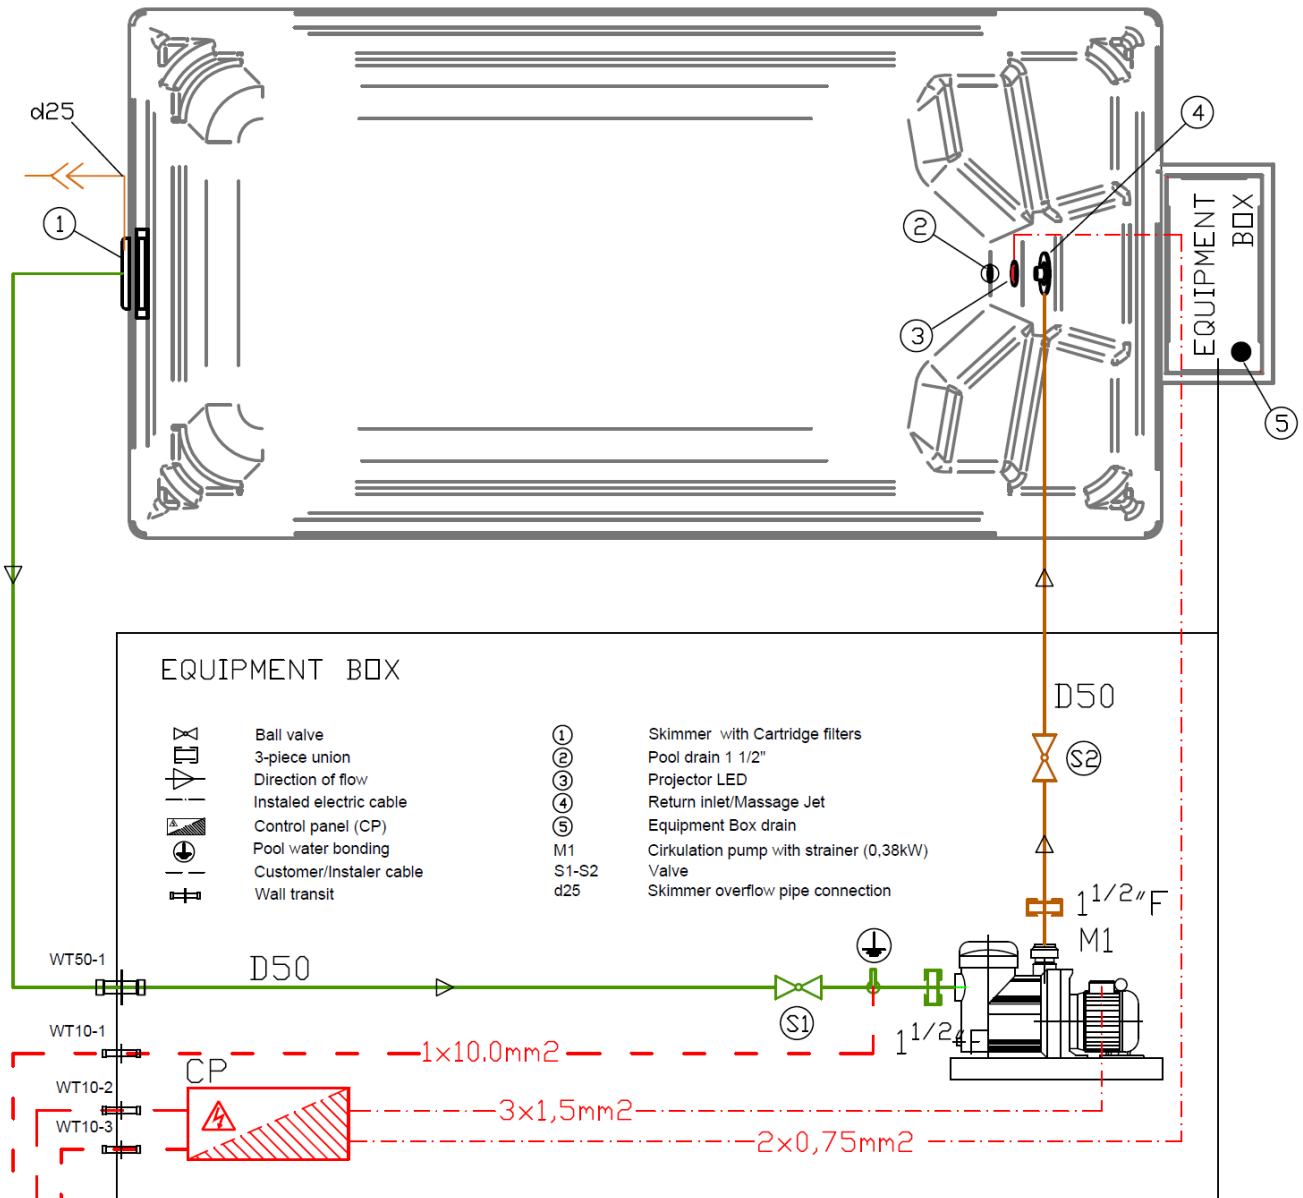 d25
1
4
2
3
EQUIPMENT
BOX
5
EQUIPMENT BOX
D50
Ball valve
3-piece union
Direction of flow
Instaled electric cable
Control panel (CP)
Pool water bonding
Customer/Instaler cable
Wall transit
1 Skimmer with Cartridge filters
2 Pool drain 1 1/2"
3 Projector LED
4 Return inlet/Massage Jet
5 Equipment Box drain
M1 Cirkulation pump with strainer (0,38kW)
S1-S2 Valve
d25 Skimmer overflow pipe connection
S2
1 1/2"F
M1
WT50-1
D50
S1
1 1/2"F
WT10-1
1x10.0mm2
CP
WT10-2
3x1,5mm2
WT10-3
2x0,75mm2